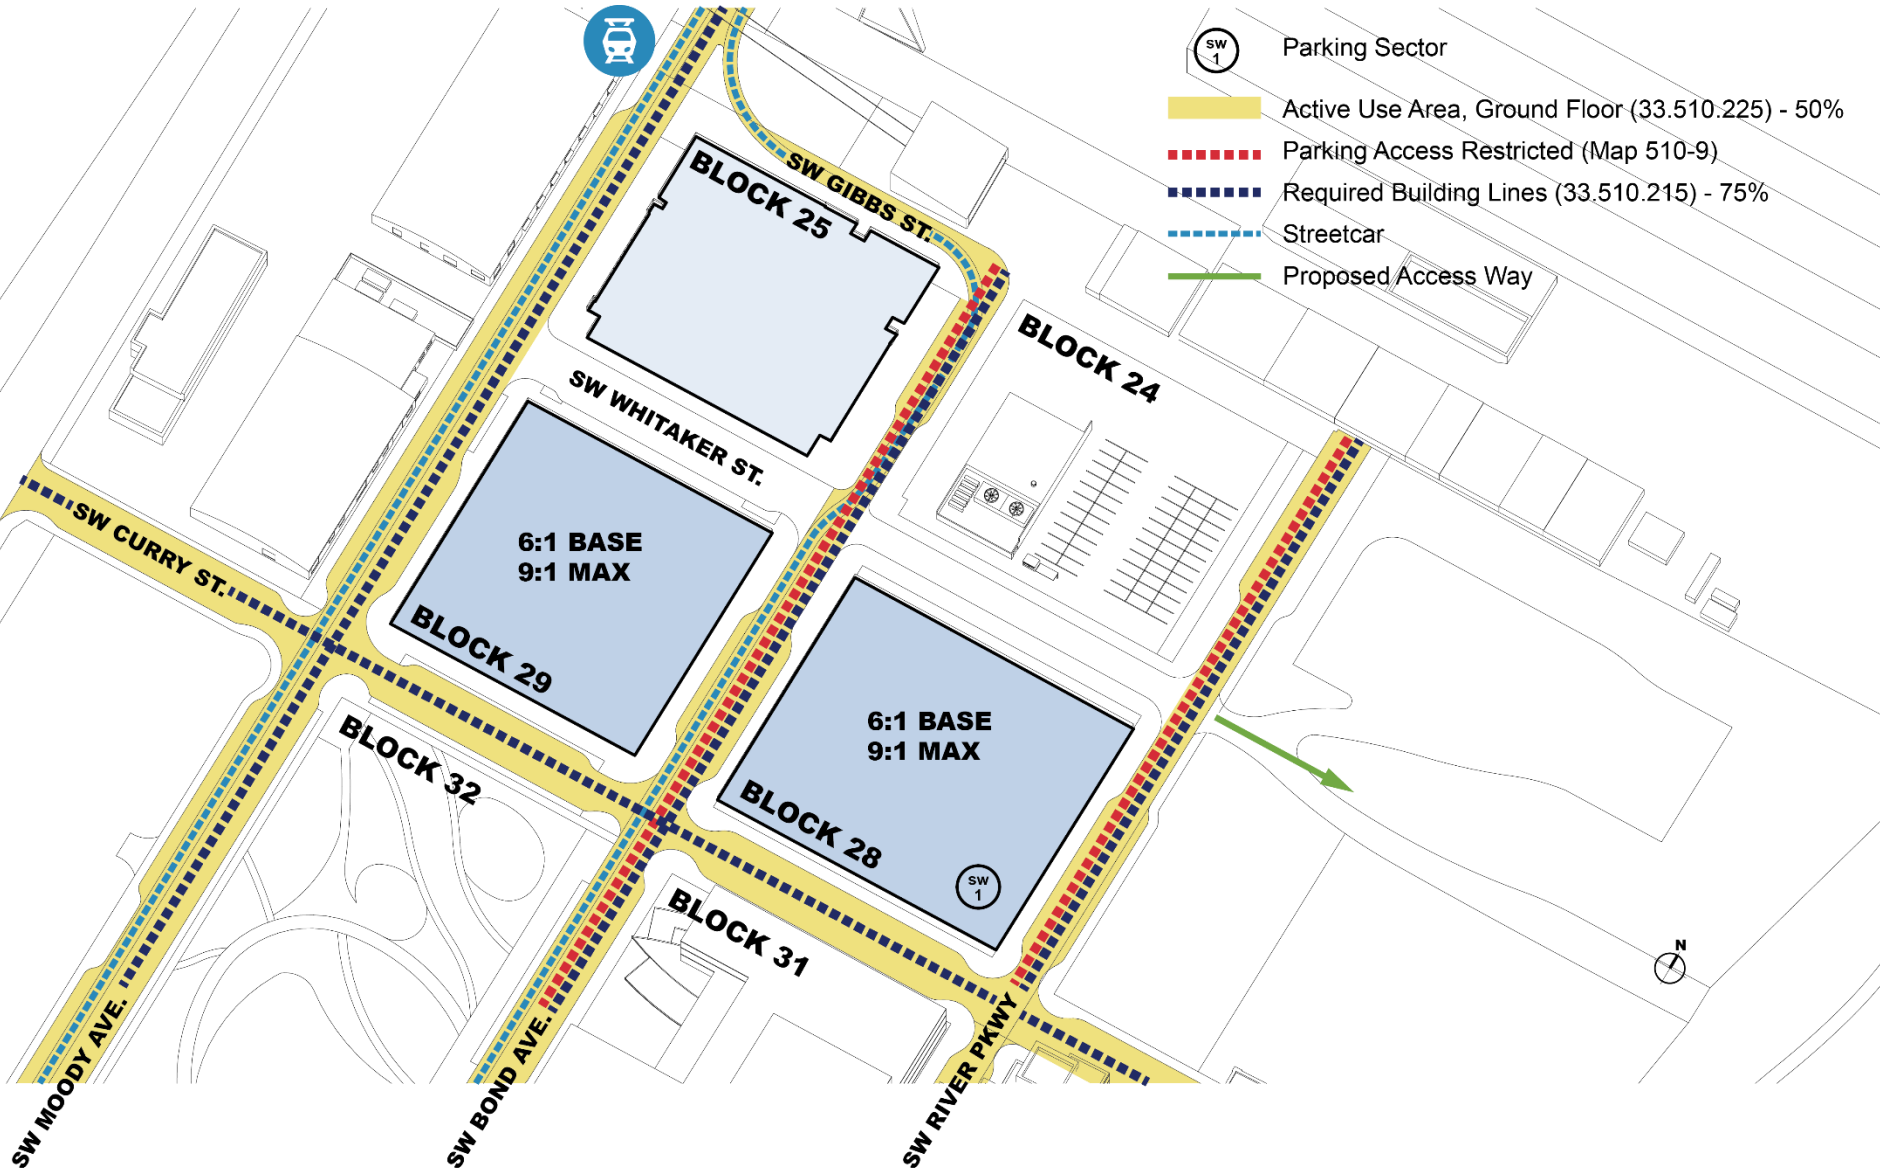 SW
1
Parking Sector
Active Use Area, Ground Floor (33.510.225) - 50%
Parking Access Restricted (Map 510-9)
Required Building Lines (33.510.215) - 75%
Streetcar
Proposed Access Way
BLOCK 25
SW GIBBS ST.
BLOCK 24
SW WHITAKER ST.
SW CURRY ST.
6:1 BASE
9:1 MAX
BLOCK 29
6:1 BASE
9:1 MAX
BLOCK 28
SW
1
BLOCK 32
BLOCK 31
N
SW MOODY AVE.
SW BOND AVE.
SW RIVER PKWY